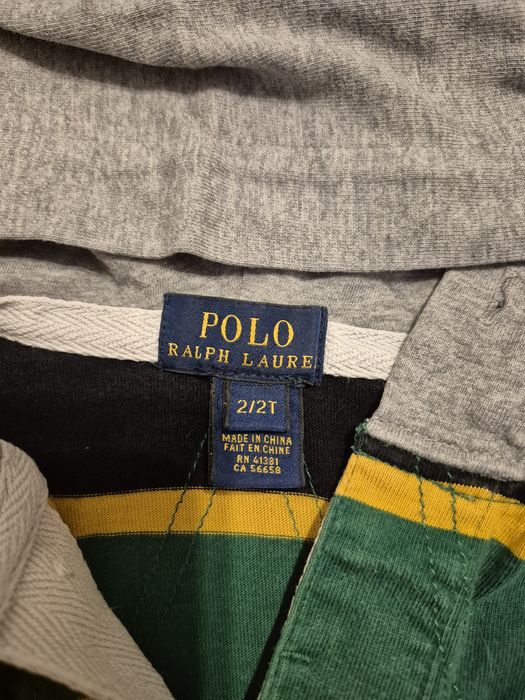 POLO
RALPH LAURE
2/2T
MADE IN CHINA
FAIT EN CHINE
RN 41381
CA 56658